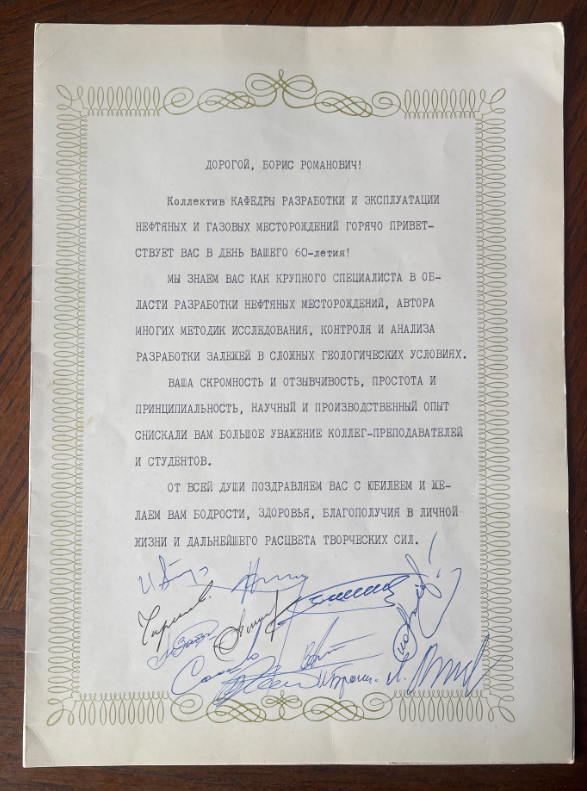 ДОРОГОЙ, БОРИС РОМАНОВИЧ!
Коллектив КАФЕДРЫ РАЗРАБОТКИ И ЭКСПЛУАТАЦИИ
НЕФТЯНЫХ И ГАЗОВЫХ МЕСТОРОЖДЕНИЙ ГОРЯЧО ПРИВЕТ-
СТВУЕТ ВАС В ДЕНЬ ВАШЕГО 60-летия!
МЫ ЗНАЕМ ВАС КАК КРУПНОГО СПЕЦИАЛИСТА В ОБ-
ЛАСТИ РАЗРАБОТКИ НЕФТЯНЫХ МЕСТОРОЖДЕНИЙ, АВТОРА
МНОГИХ МЕТОДИК ИССЛЕДОВАНИЯ, КОНТРОЛЯ И АНАЛИЗА
РАЗРАБОТКИ ЗАЛЕЖЕЙ В СЛОЖНЫХ ГЕОЛОГИЧЕСКИХ УСЛОВИЯХ.
ВАША СКРОМНОСТЬ И ОТЗЫВЧИВОСТЬ, ПРОСТОТА И
ПРИНЦИПИАЛЬНОСТЬ, НАУЧНЫЙ И ПРОИЗВОДСТВЕННЫЙ ОПЫТ
СНИСКАЛИ ВАМ БОЛЬШОЕ УВАЖЕНИЕ КОЛЛЕГ-ПРЕПОДАВАТЕЛЕЙ
И СТУДЕНТОВ.
ОТ ВСЕЙ ДУШИ ПОЗДРАВЛЯЕМ ВАС С ЮБИЛЕЕМ И ЖЕ-
ЛАЕМ ВАМ БОДРОСТИ, ЗДОРОВЬЯ, БЛАГОПОЛУЧИЯ В ЛИЧНОЙ
ЖИЗНИ И ДАЛЬНЕЙШЕГО РАСЦВЕТА ТВОРЧЕСКИХ СИЛ.